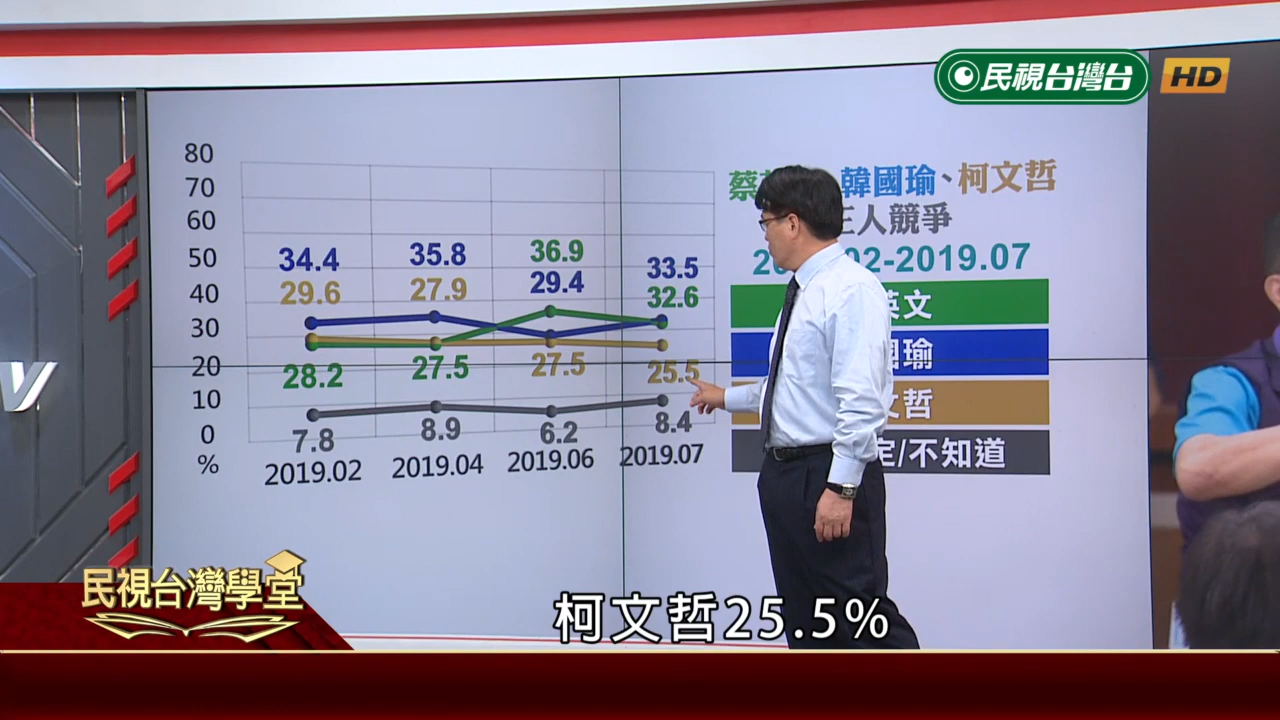 民視台灣台
HD
80
70
60
50
40
30
20
10
0
%
34.4 35.8 36.9 33.5
29.6 27.9 29.4 32.6
28.2 27.5 27.5 25.5
7.8 8.9 6.2 8.4
2019.02 2019.04 2019.06 2019.07
蔡 韓國瑜、柯文哲
三人競爭
02-2019.07
英文
國瑜
文哲
定/不知道
V
民視台灣學堂
柯文哲25.5%